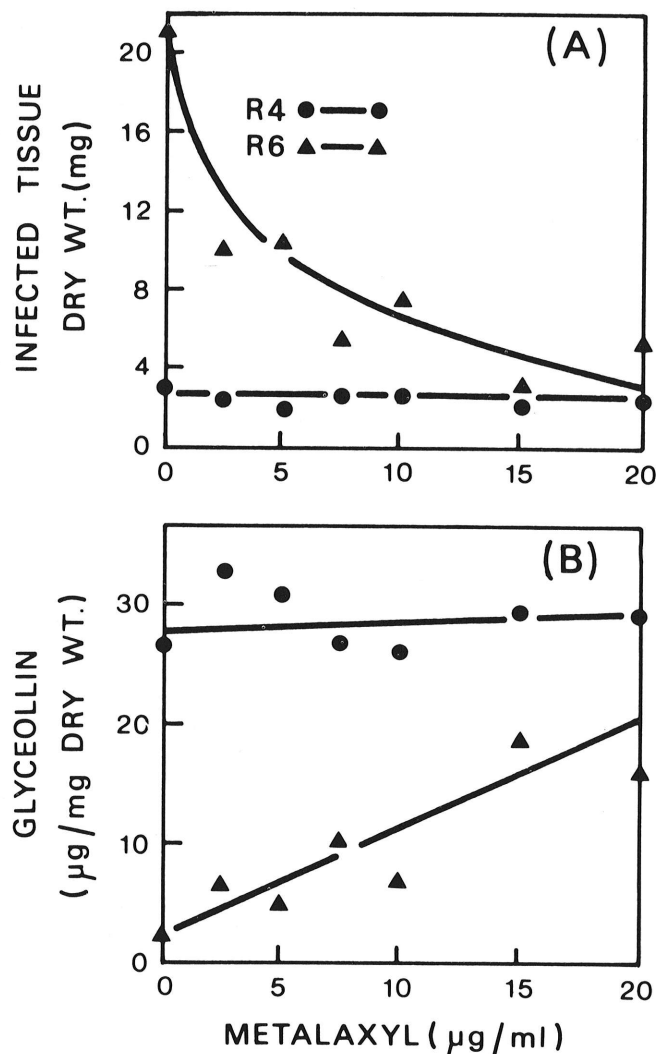 (A)
INFECTED TISSUE
DRY WT.(mg)
20
16
12
8
4
0
R4
R6
0 5 10 15 20
(B)
GLYCEOLLIN
(µg/mg DRY WT.)
30
20
10
0
0 5 10 15 20
METALAXYL (µg/ml)